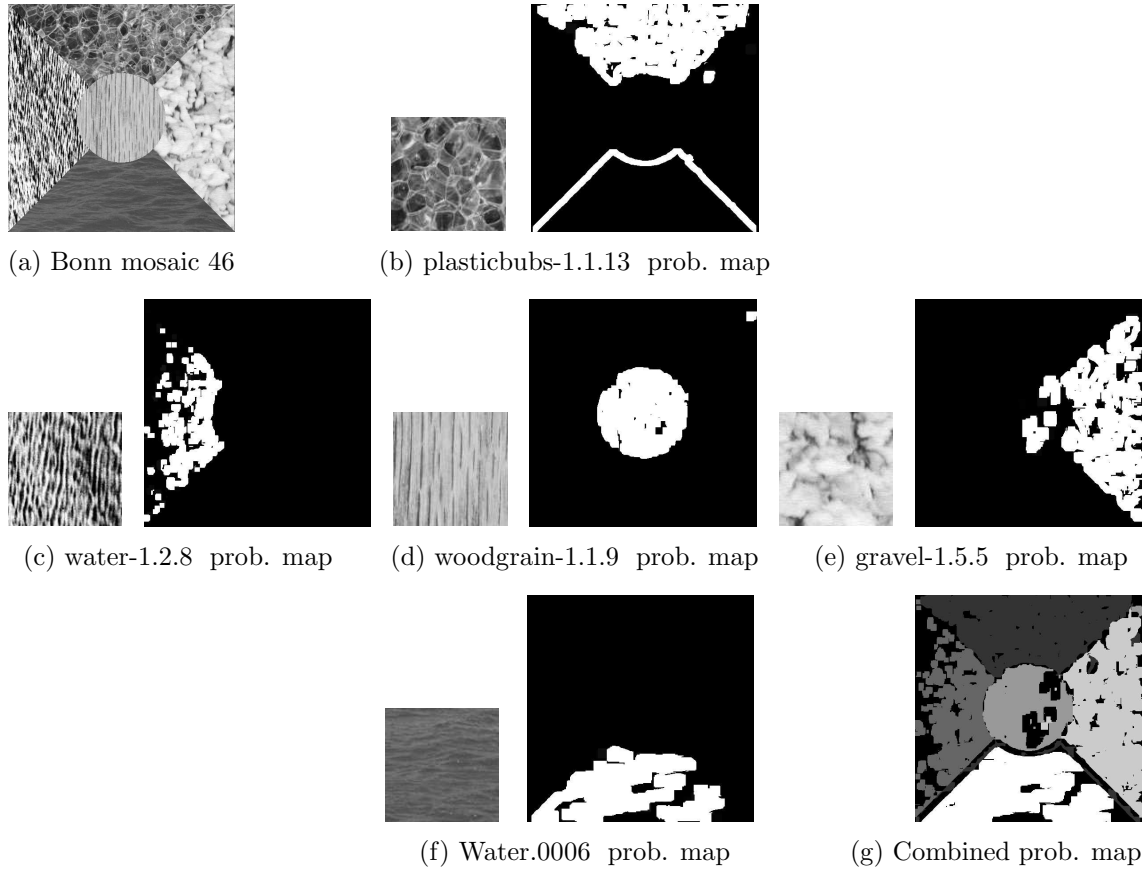 (a) Bonn mosaic 46
(b) plasticbubs-1.1.13 prob. map
(c) water-1.2.8 prob. map
(d) woodgrain-1.1.9 prob. map
(e) gravel-1.5.5 prob. map
(f) Water.0006 prob. map
(g) Combined prob. map